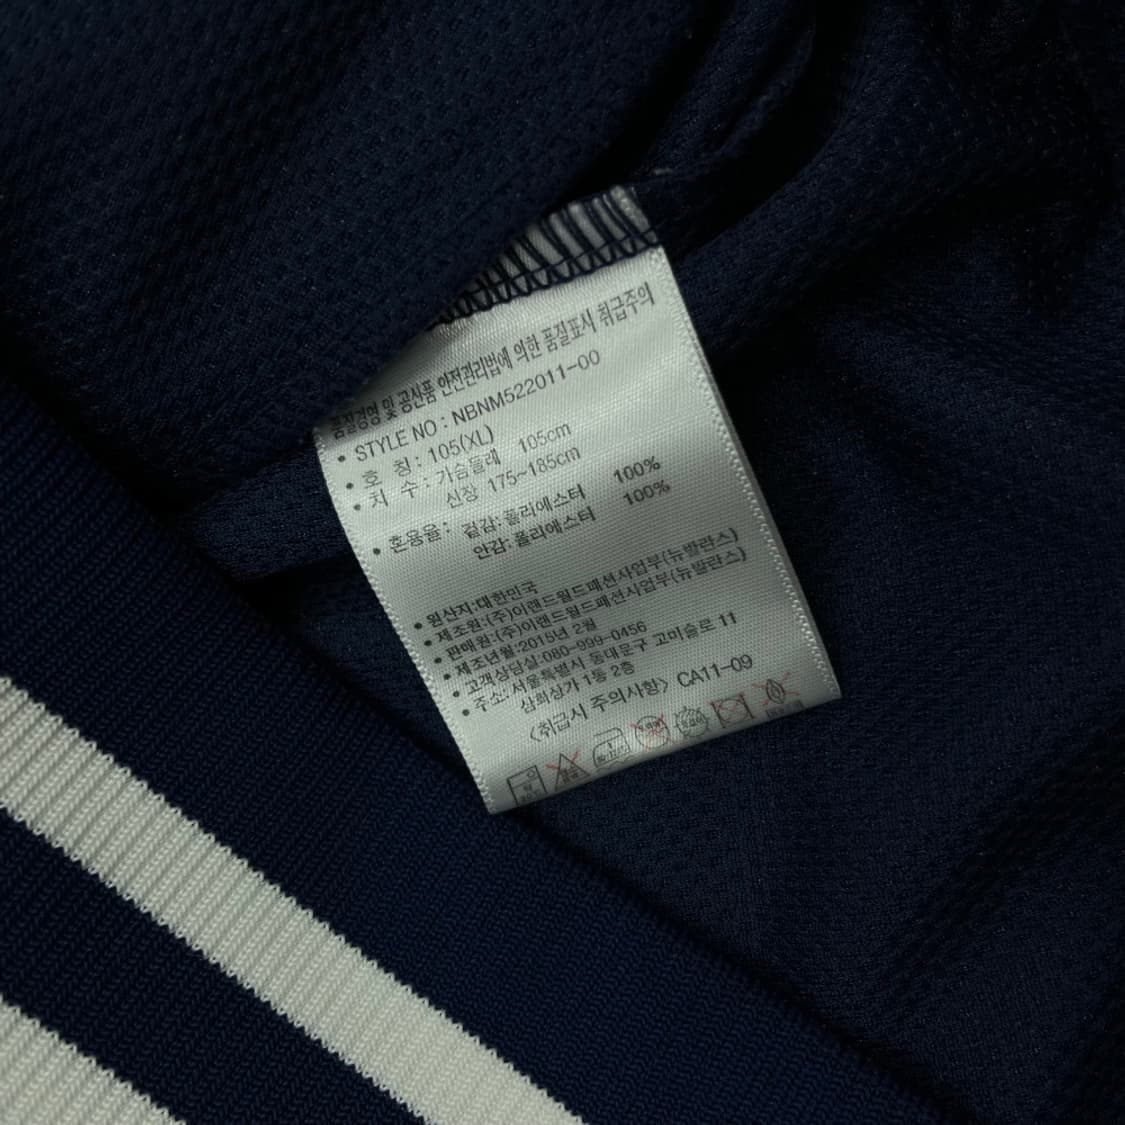 품질경영 및 공산품 안전관리법에 의한 품질표시 취급주의
• STYLE NO : NBNM522011-00
• 호 칭 : 105(XL)
• 치 수 : 가슴둘레 105cm
신장 175~185cm
• 혼용율 : 겉감: 폴리에스터 100%
안감: 폴리에스터 100%
• 원산지:대한민국
• 제조원:(주)이랜드월드패션사업부(뉴발란스)
• 판매원:(주)이랜드월드패션사업부(뉴발란스)
• 제조년월:2015년 2월
• 고객상담실:080-999-0456
• 주소: 서울특별시 동대문구 고미술로 11
삼희상가 1동 2층
<취급시 주의사항> CA11-09